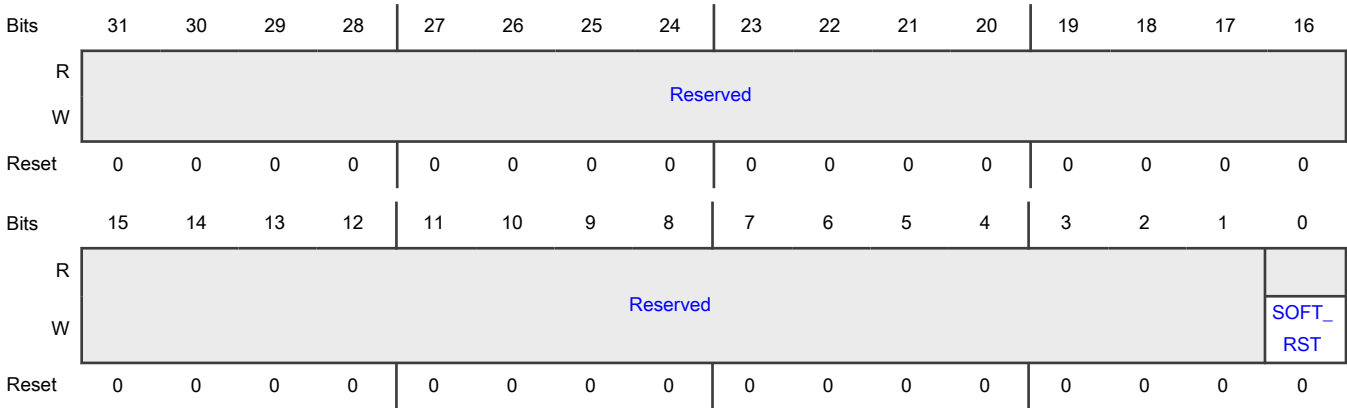 Bits 31 30 29 28 27 26 25 24 23 22 21 20 19 18 17 16
R
Reserved
W
Reset 0 0 0 0 0 0 0 0 0 0 0 0 0 0 0 0
Bits 15 14 13 12 11 10 9 8 7 6 5 4 3 2 1 0
R
Reserved
W
SOFT_
RST
Reset 0 0 0 0 0 0 0 0 0 0 0 0 0 0 0 0